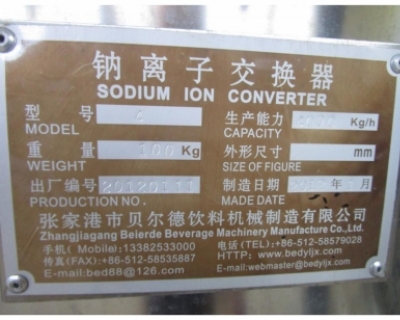 钠离子交换器
SODIUM ION CONVERTER
型号 4 生产能力 Kg/h
MODEL CAPACITY
重量 100 Kg 外形尺寸 mm
WEIGHT SIZE OF FIGURE
出厂编号 20120111 制造日期 年 月
PRODUCTION NO. MADE DATE
张家港市贝尔德饮料机械制造有限公司
Zhangjiagang Beierde Beverage Machinery Manufacture Co.,Ltd.
手机(Mobile):13382533000 电话(TEL):+86-512-58579028
传真(FAX):+86-512-58535887 HTTP://www.bedyljx.com
E-mail:bed88@126.com E-mail:webmaster@bedyljx.com